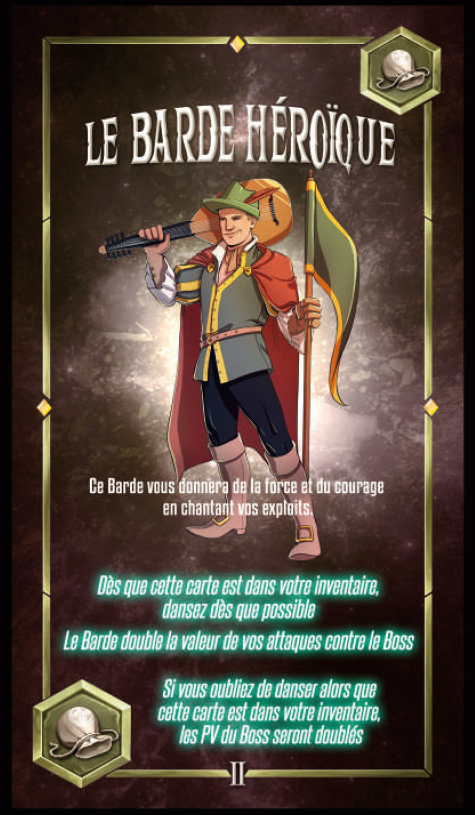 LE BARDE HÉROÏQUE
Ce Barde vous donnera de la force et du courage
en chantant vos exploits.
Dès que cette carte est dans votre inventaire,
dansez dès que possible
Le Barde double la valeur de vos attaques contre le Boss
Si vous oubliez de danser alors que
cette carte est dans votre inventaire,
les PV du Boss seront doublés
II